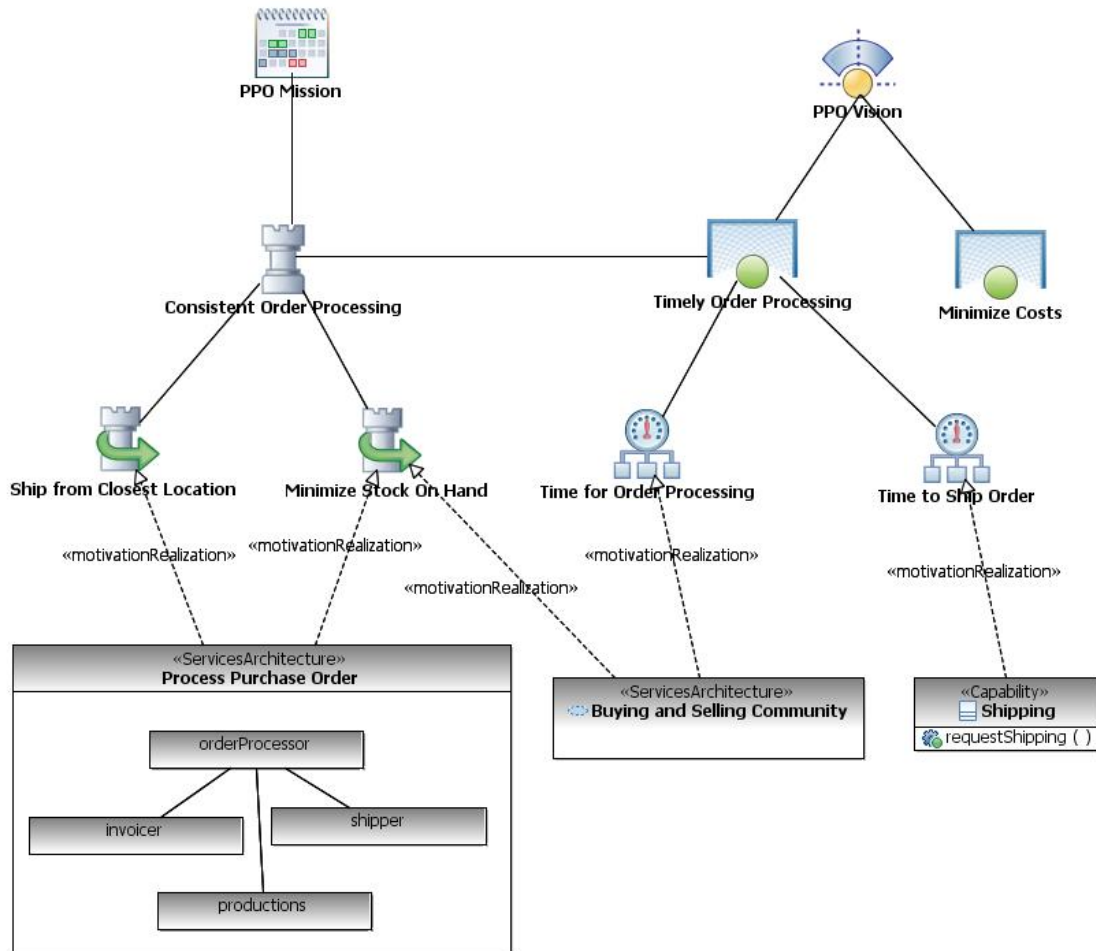 PPO Mission
PPO Vision
Consistent Order Processing
Timely Order Processing
Minimize Costs
Ship from Closest Location
Minimize Stock On Hand
Time for Order Processing
Time to Ship Order
«motivationRealization»
«motivationRealization»
«motivationRealization»
«motivationRealization»
«motivationRealization»
«ServicesArchitecture»
Process Purchase Order
orderProcessor
invoicer
shipper
productions
«ServicesArchitecture»
Buying and Selling Community
«Capability»
Shipping
requestShipping ( )